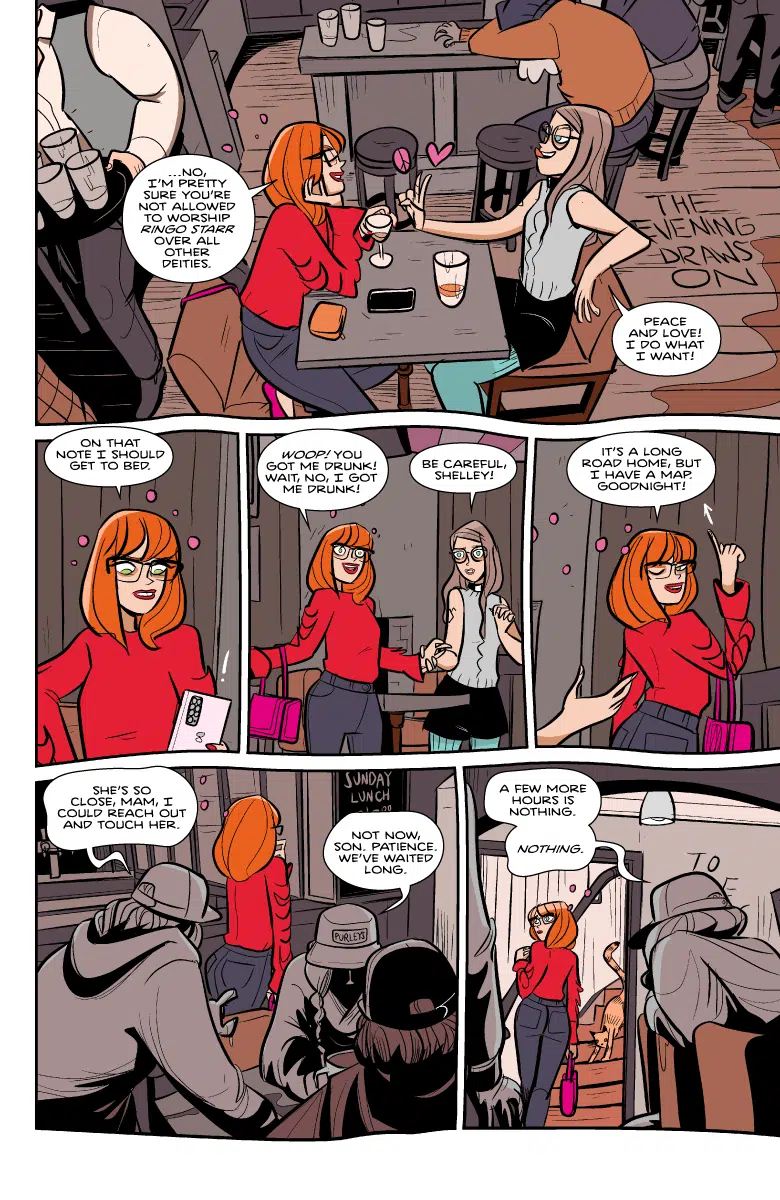 ...NO,
I'M PRETTY
SURE YOU'RE
NOT ALLOWED
TO WORSHIP
RINGO STARR
OVER ALL
OTHER
DEITIES.
THE
EVENING
DRAWS
ON
PEACE
AND LOVE!
I DO WHAT
I WANT!
ON THAT
NOTE I SHOULD
GET TO BED.
!
WOOP! YOU
GOT ME DRUNK!
WAIT, NO, I GOT
ME DRUNK!
BE CAREFUL,
SHELLEY!
IT'S A LONG
ROAD HOME, BUT
I HAVE A MAP.
GOODNIGHT!
SHE'S SO
CLOSE, MAM, I
COULD REACH OUT
AND TOUCH HER.
SUNDAY
LUNCH
NOT NOW,
SON. PATIENCE.
WE'VE WAITED
LONG.
PURLEYS
A FEW MORE
HOURS IS
NOTHING.
NOTHING.
TO